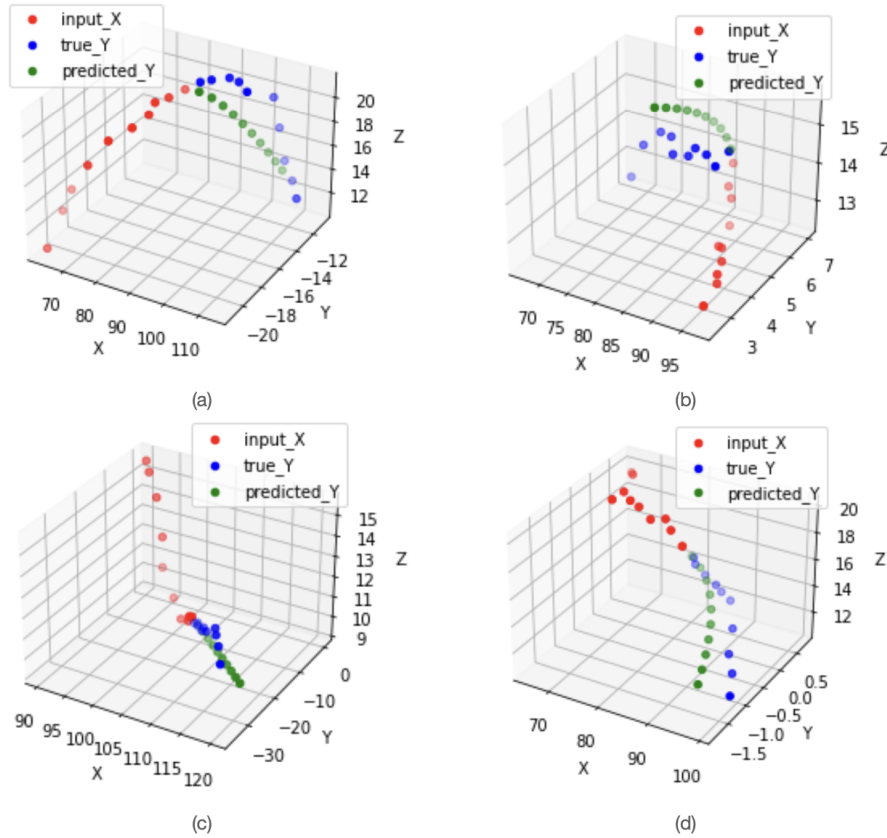 input_X
true_Y
predicted_Y
20
18
16
14
12
Z
−12
−14
−16
−18
−20
Y
70
80
90
100
110
X
(a)
input_X
true_Y
predicted_Y
15
14
13
Z
7
6
5
4
3
Y
70
75
80
85
90
95
X
(b)
input_X
true_Y
predicted_Y
15
14
13
12
11
10
9
Z
0
−10
−20
−30
Y
90
95
100
105
110
115
120
X
(c)
input_X
true_Y
predicted_Y
20
18
16
14
12
Z
0.5
0.0
−0.5
−1.0
−1.5
Y
70
80
90
100
X
(d)